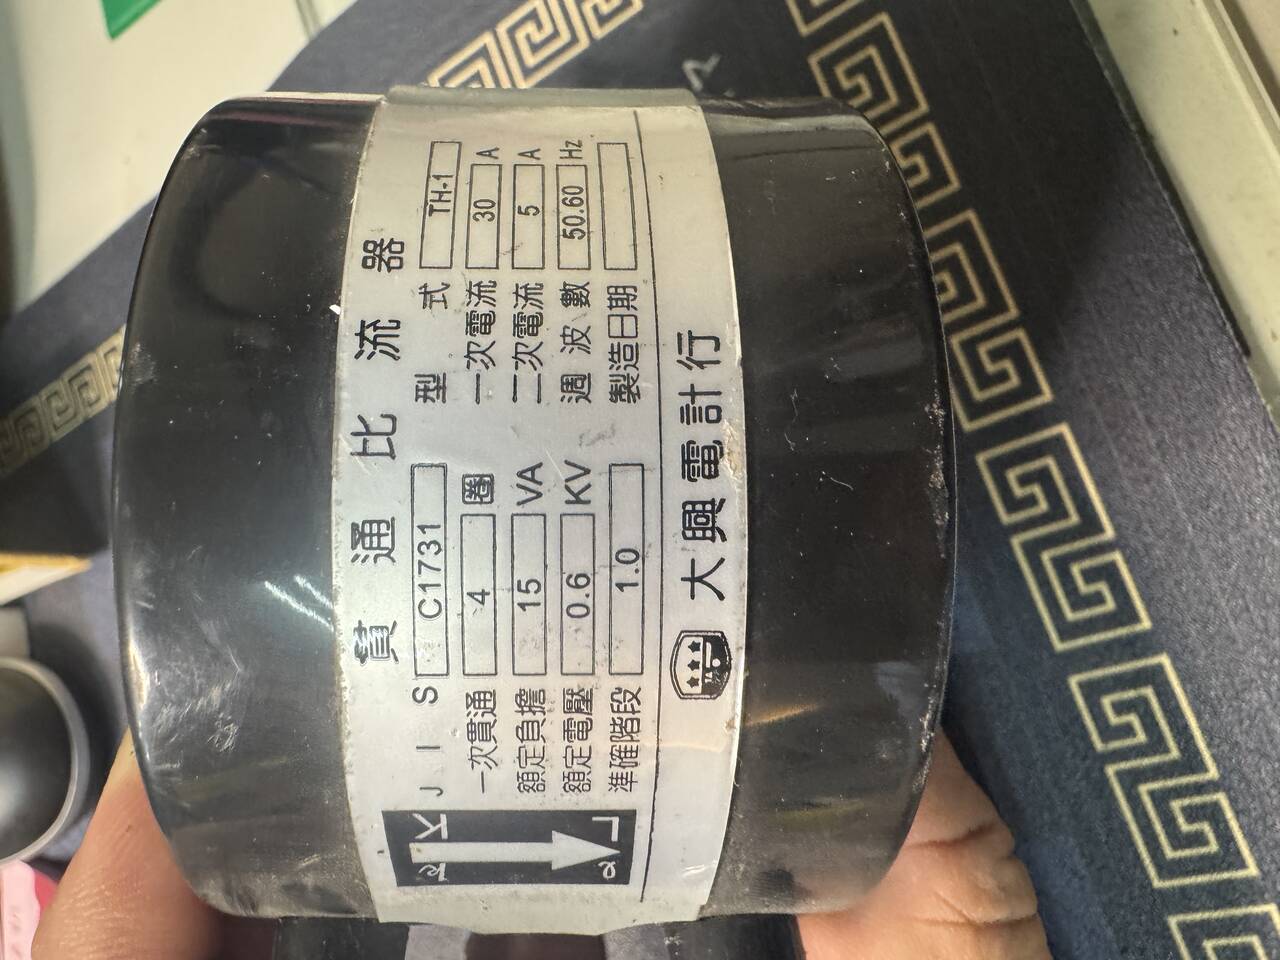 貫通比流器
JIS C1731
型式 TH-1
一次貫通 4 圈
一次電流 30 A
額定負擔 15 VA
二次電流 5 A
額定電壓 0.6 KV
週波數 50.60 Hz
準確階段 1.0
製造日期
K
k
L
ℓ
大興電計行